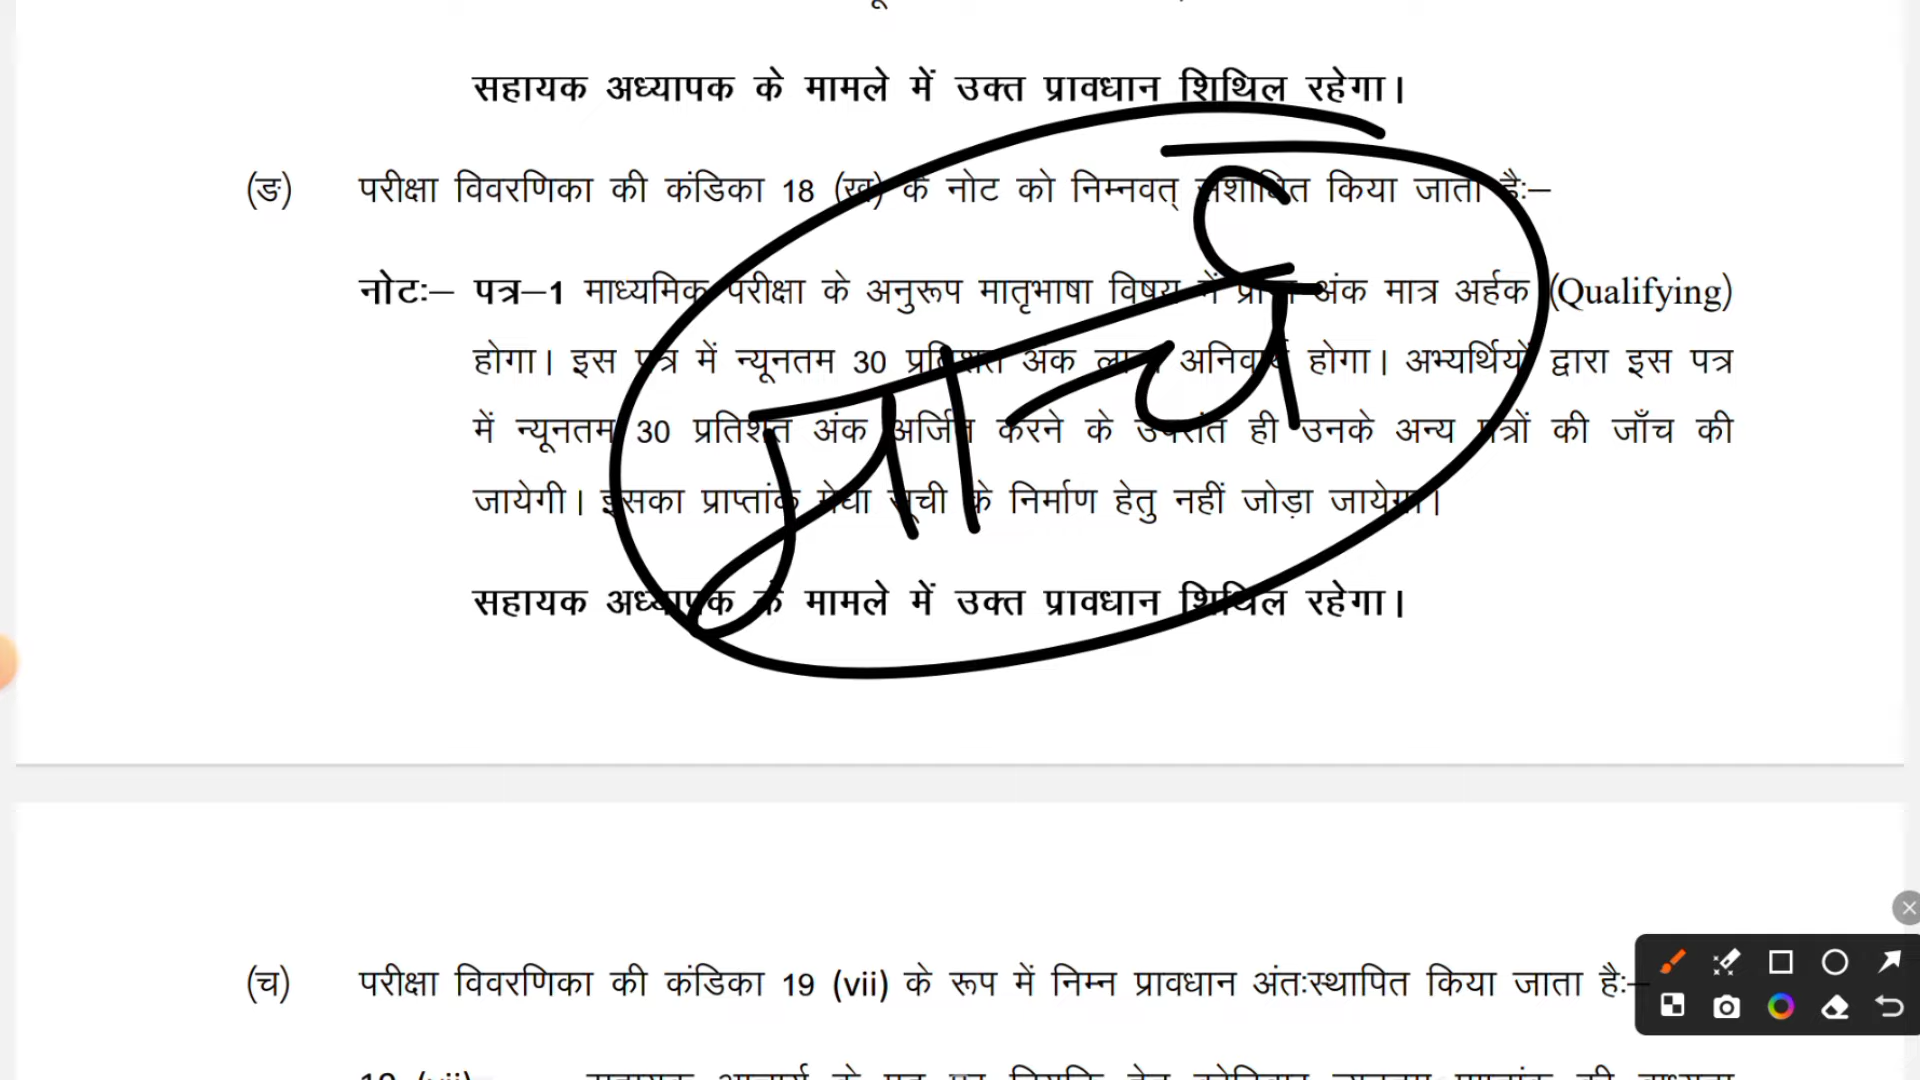 सहायक अध्यापक के मामले में उक्त प्रावधान शिथिल रहेगा।
(ङ) परीक्षा विवरणिका की कंडिका 18 (ख) के नोट को निम्नवत् संशोधित किया जाता हैः–
नोटः– पत्र–1 माध्यमिक परीक्षा के अनुरूप मातृभाषा विषय में प्राप्त अंक मात्र अर्हक (Qualifying)
होगा। इस पत्र में न्यूनतम 30 प्रतिशत अंक लाना अनिवार्य होगा। अभ्यर्थियों द्वारा इस पत्र
में न्यूनतम 30 प्रतिशत अंक अर्जित करने के उपरांत ही उनके अन्य पत्रों की जाँच की
जायेगी। इसका प्राप्तांक मेधा सूची के निर्माण हेतु नहीं जोड़ा जायेगा।
सहायक अध्यापक के मामले में उक्त प्रावधान शिथिल रहेगा।
(च) परीक्षा विवरणिका की कंडिका 19 (vii) के रूप में निम्न प्रावधान अंतःस्थापित किया जाता हैः–